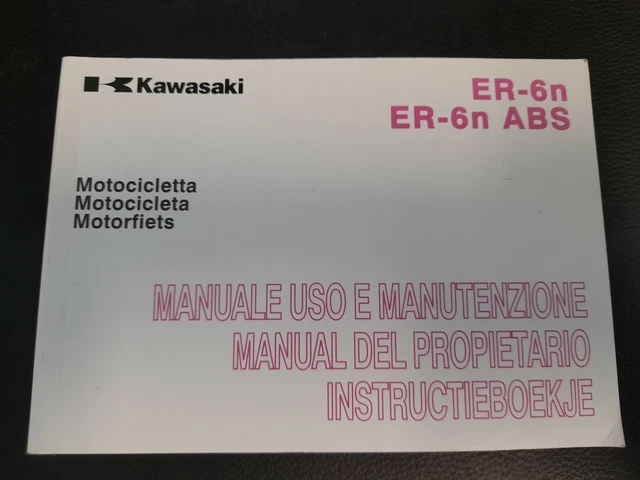 Kawasaki
ER-6n
ER-6n ABS
Motocicletta
Motocicleta
Motorfiets
MANUALE USO E MANUTENZIONE
MANUAL DEL PROPIETARIO
INSTRUCTIEBOEKJE